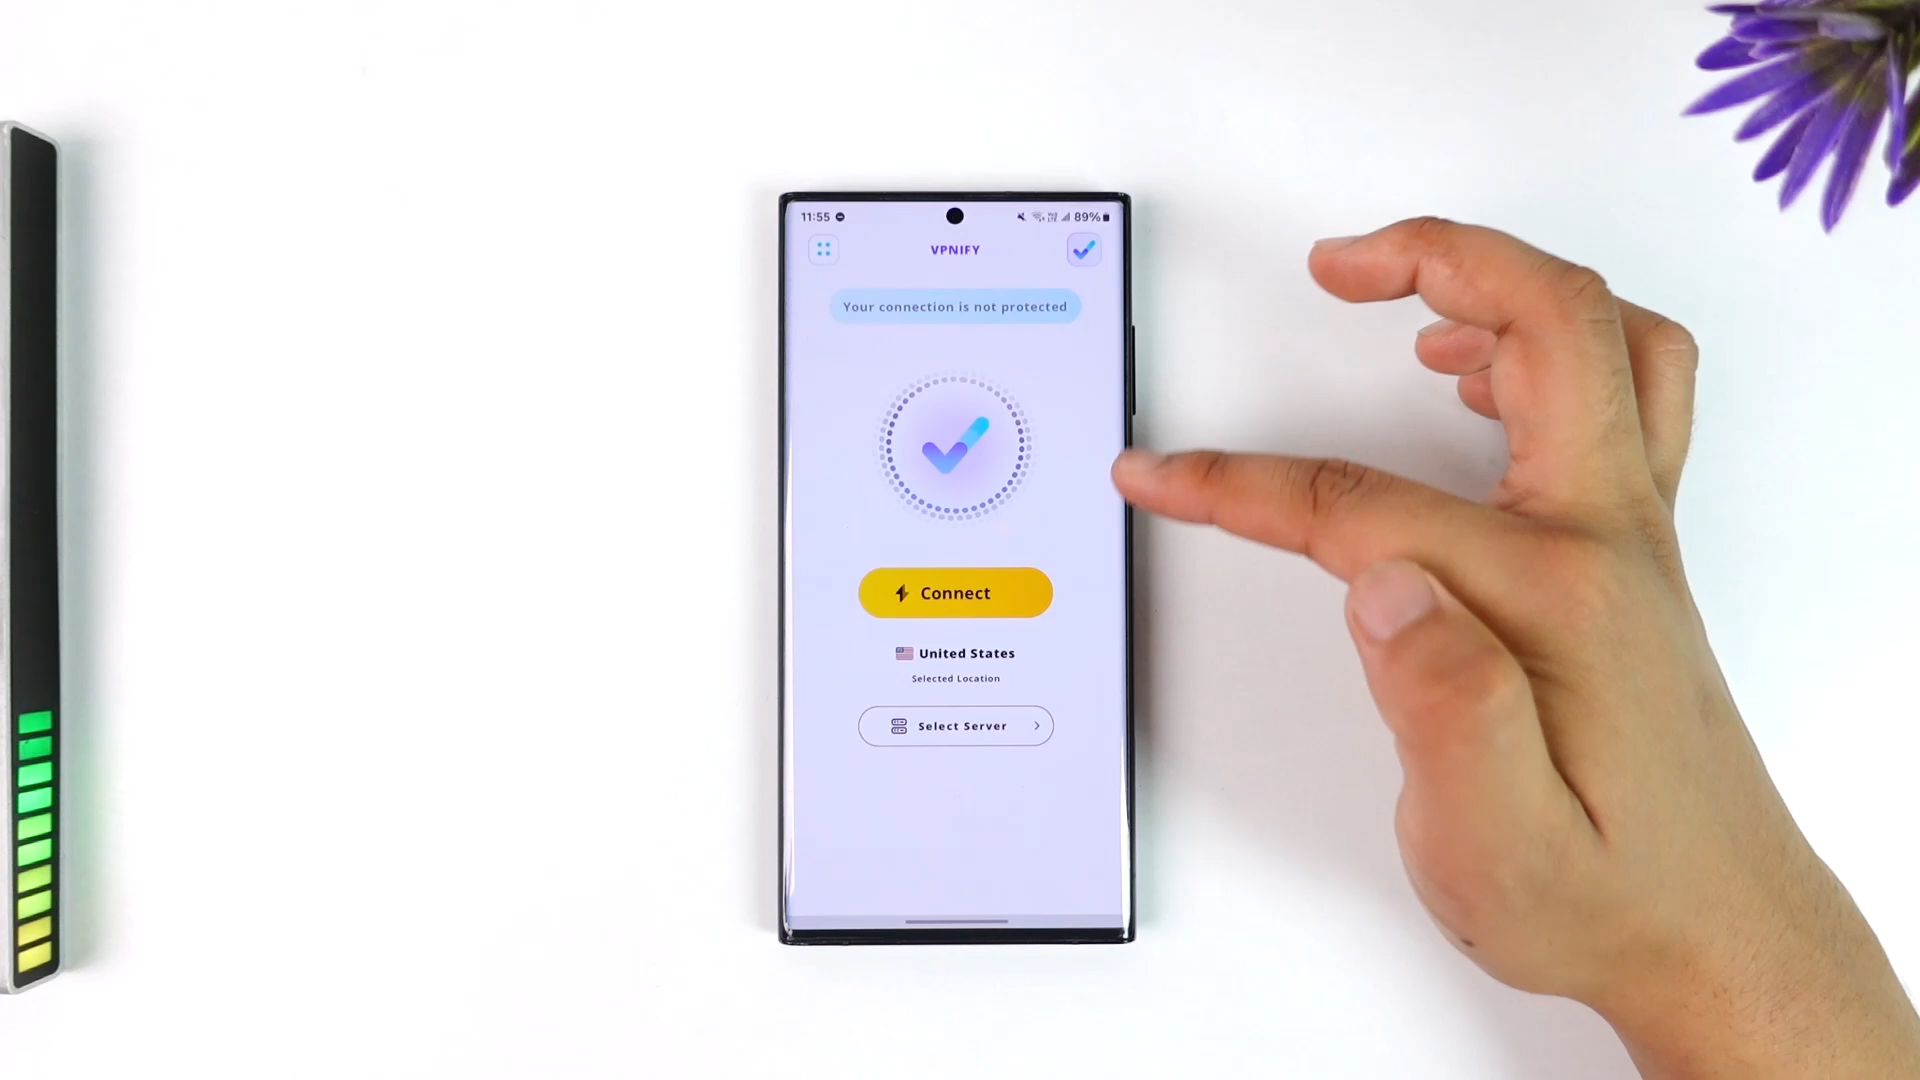 11:55
89%
VPNIFY
Your connection is not protected
Connect
United States
Selected Location
Select Server